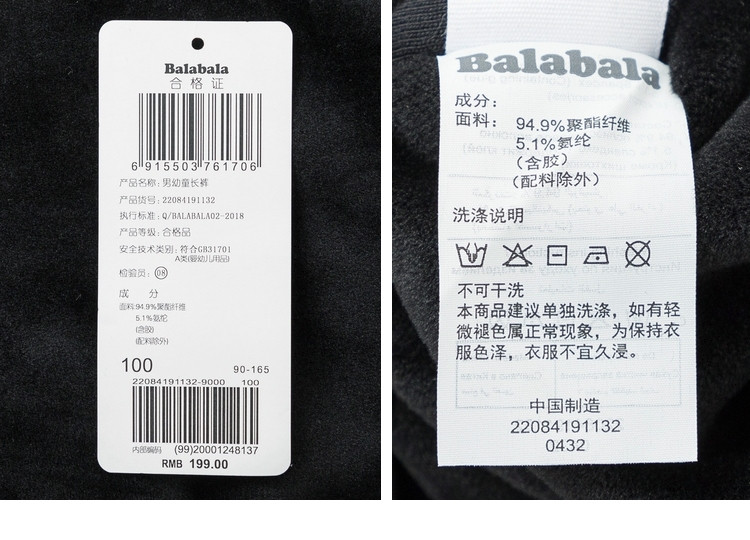 Balabala
合格证
6 915503 761706
产品名称: 男幼童长裤
产品货号: 22084191132
执行标准: Q/BALABALA02-2018
产品等级: 合格品
安全技术类别: 符合GB31701
A类(婴幼儿用品)
检验员: 08
成 分
面料:94.9%聚酯纤维
5.1%氨纶
(含胶)
(配料除外)
100 90-165
22084191132-9000 100
内部编码 (99)20001248137
RMB 199.00
Balabala
成分:
面料: 94.9%聚酯纤维
5.1%氨纶
(含胶)
(配料除外)
洗涤说明
不可干洗
本商品建议单独洗涤，如有轻
微褪色属正常现象，为保持衣
服色泽，衣服不宜久浸。
中国制造
22084191132
0432